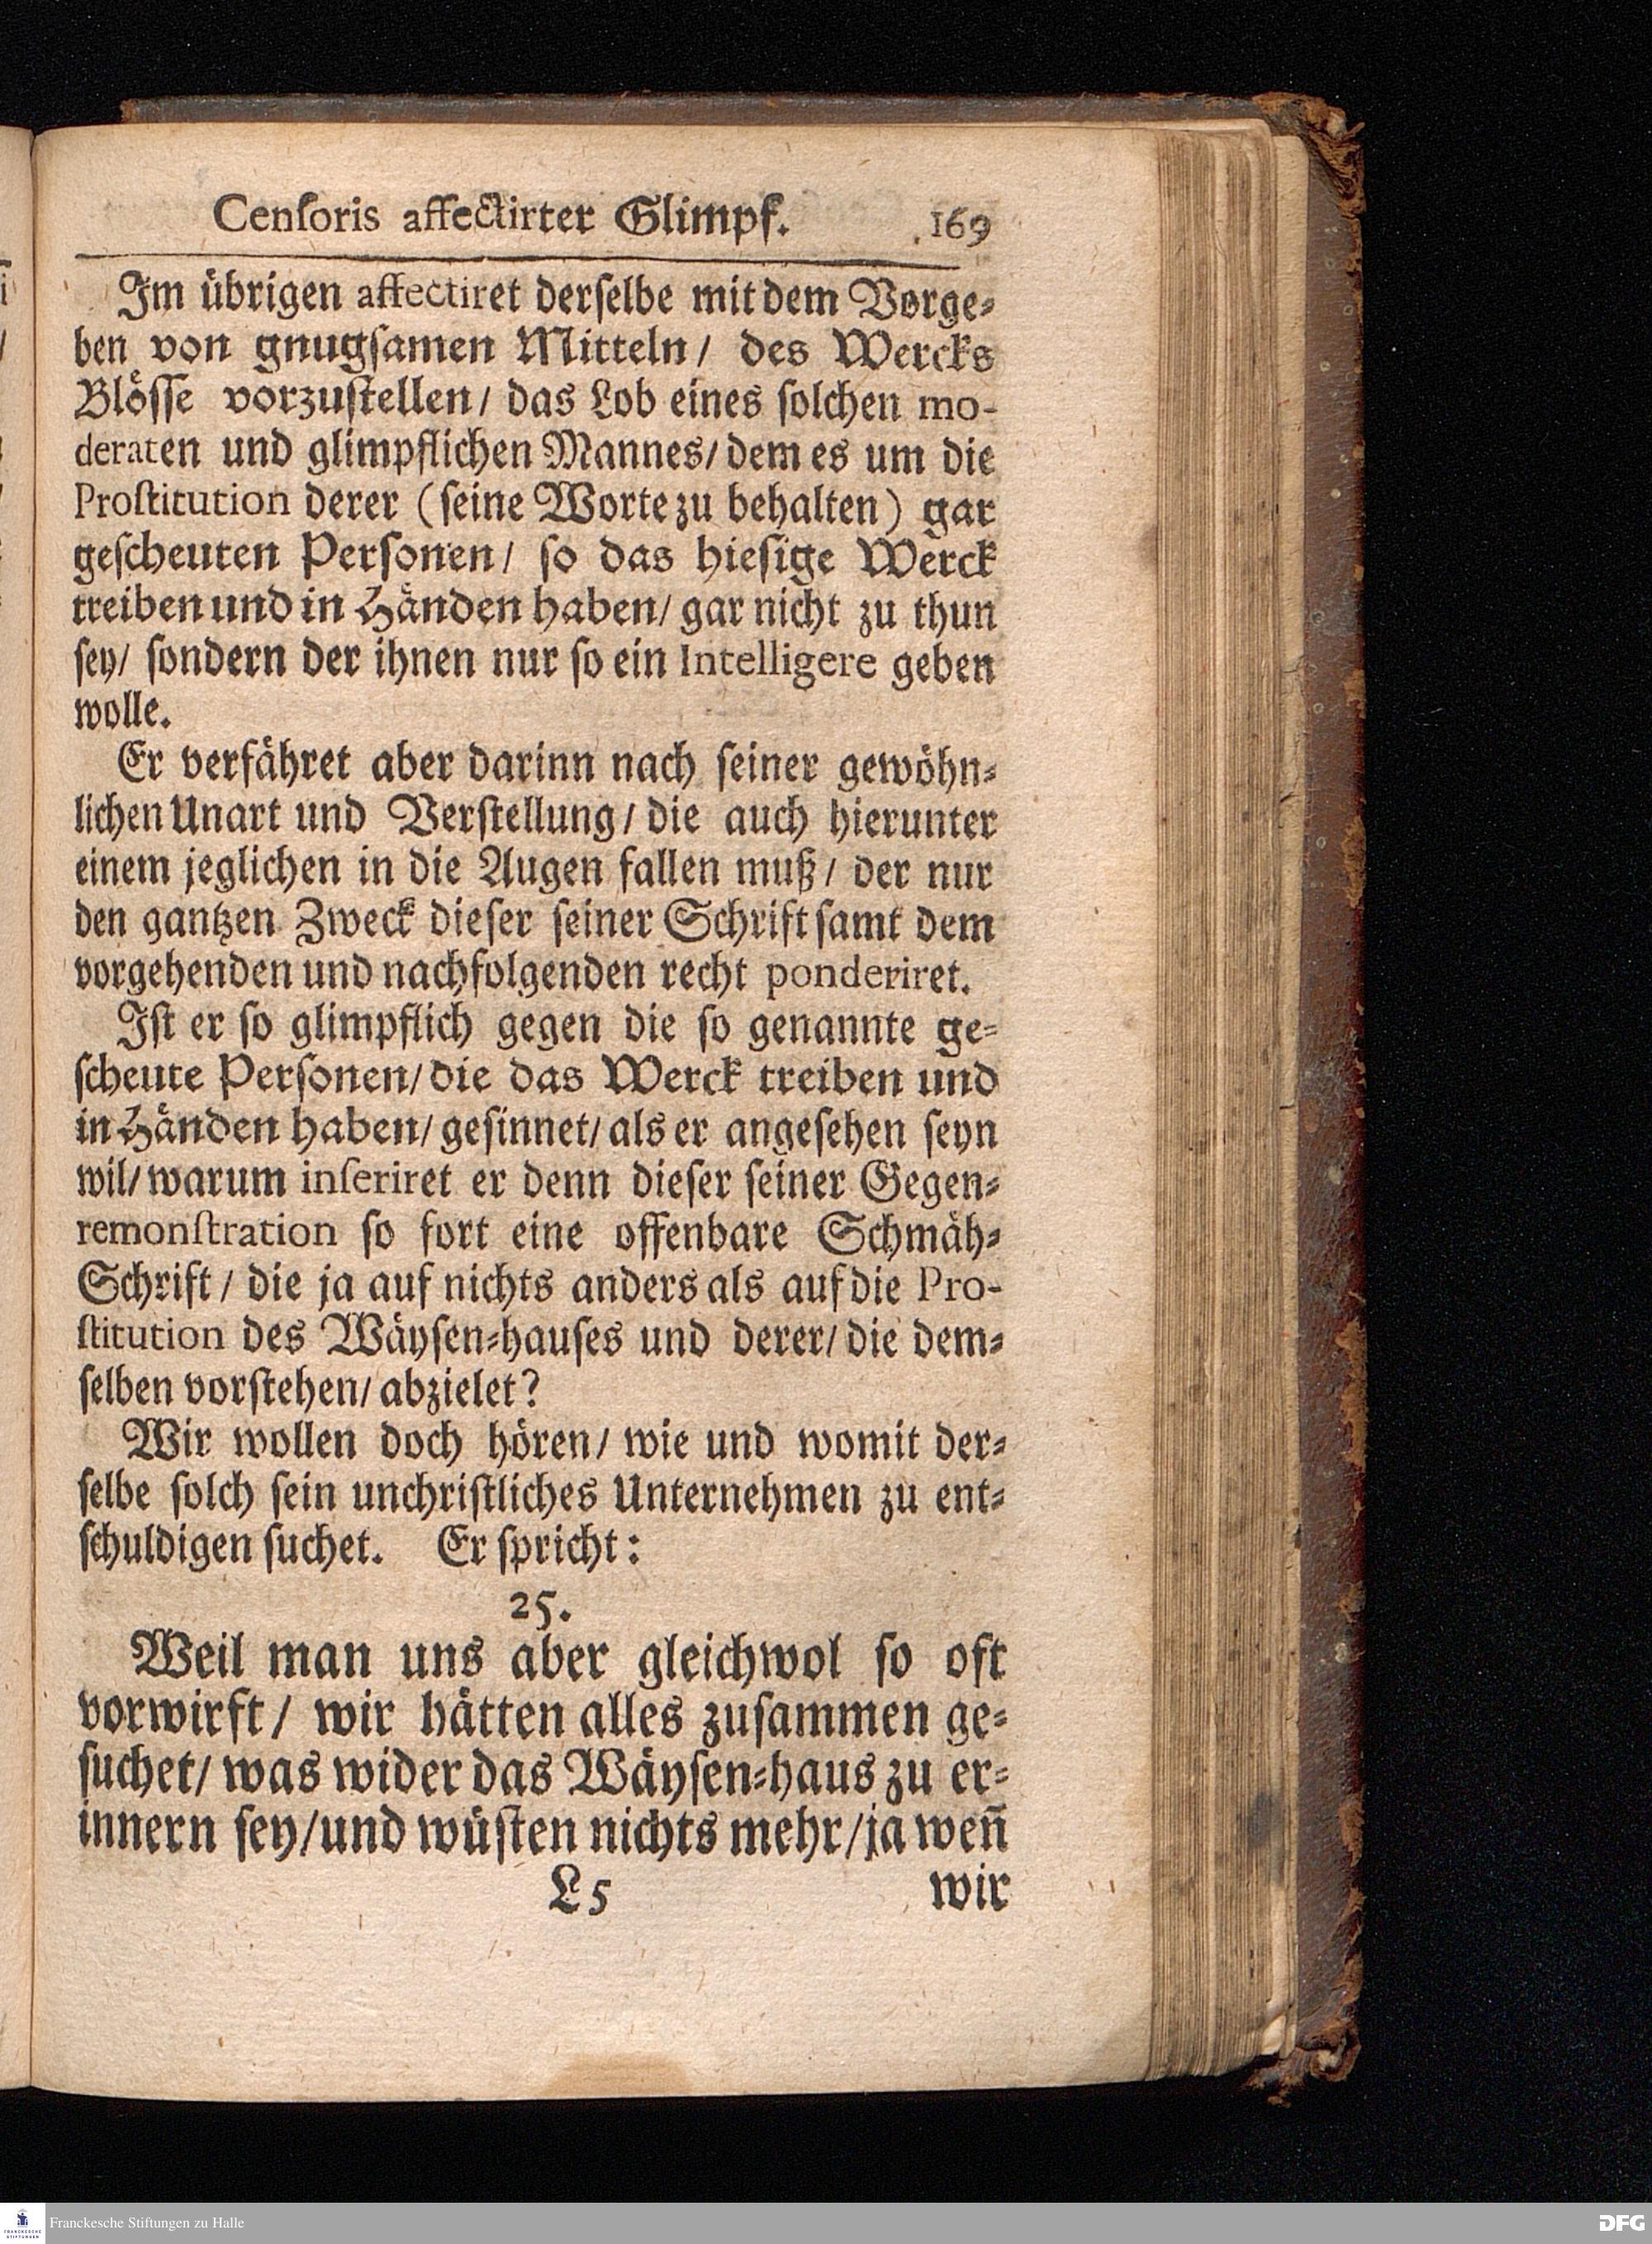 Cenſoris affectirter Glimpf. 169
Im übrigen affectiret derſelbe mit dem Vorge⸗
ben von gnugſamen Mitteln/ des Wercks
Blöſſe vorzuſtellen/ das Lob eines ſolchen mo-
deraten und glimpflichen Mannes/ dem es um die
Proſtitution derer (ſeine Worte zu behalten) gar
geſcheuten Perſonen/ ſo das hieſige Werck
treiben und in Händen haben/ gar nicht zu thun
ſey/ ſondern der ihnen nur ſo ein Intelligere geben
wolle.
Er verfähret aber darinn nach ſeiner gewöhn⸗
lichen Unart und Verſtellung/ die auch hierunter
einem jeglichen in die Augen fallen muß/ der nur
den gantzen Zweck dieſer ſeiner Schrift ſamt dem
vorgehenden und nachfolgenden recht ponderiret.
Iſt er ſo glimpflich gegen die ſo genannte ge⸗
ſcheute Perſonen/ die das Werck treiben und
in Händen haben/ geſinnet/ als er angeſehen ſeyn
wil/ warum inſeriret er denn dieſer ſeiner Gegen⸗
remonſtration ſo fort eine offenbare Schmäh⸗
Schrift/ die ja auf nichts anders als auf die Pro-
ſtitution des Wäyſen⸗hauſes und derer/ die dem⸗
ſelben vorſtehen/ abzielet?
Wir wollen doch hören/ wie und womit der⸗
ſelbe ſolch ſein unchriſtliches Unternehmen zu ent⸗
ſchuldigen ſuchet. Er ſpricht:
25.
Weil man uns aber gleichwol ſo oft
vorwirft/ wir hätten alles zuſammen ge⸗
ſuchet/ was wider das Wäyſen⸗haus zu er⸗
innern ſey/ und wüſten nichts mehr/ ja weñ
L5 wir
Franckesche Stiftungen zu Halle
DFG